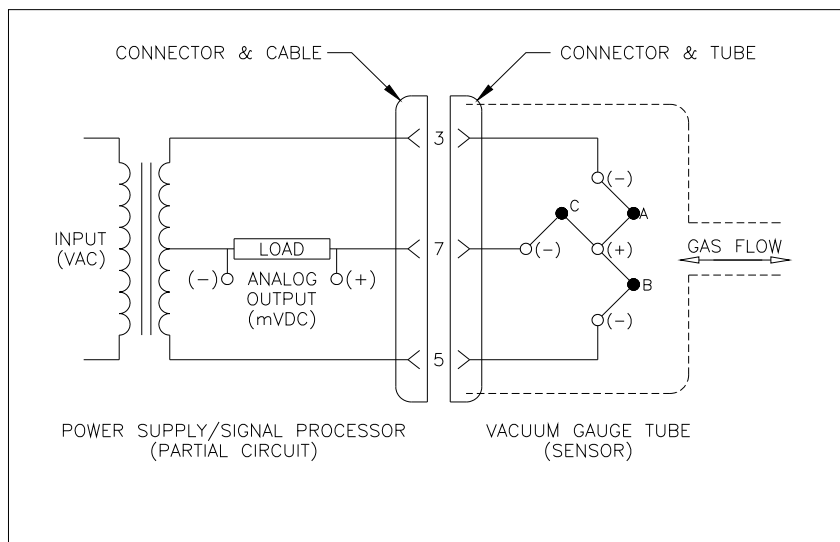 CONNECTOR & CABLE
CONNECTOR & TUBE
3
(-)
C
A
INPUT
(VAC)
LOAD
7
(-)
(+)
GAS FLOW
(-)
ANALOG
OUTPUT
(mVDC)
(+)
B
(-)
5
POWER SUPPLY/SIGNAL PROCESSOR
(PARTIAL CIRCUIT)
VACUUM GAUGE TUBE
(SENSOR)